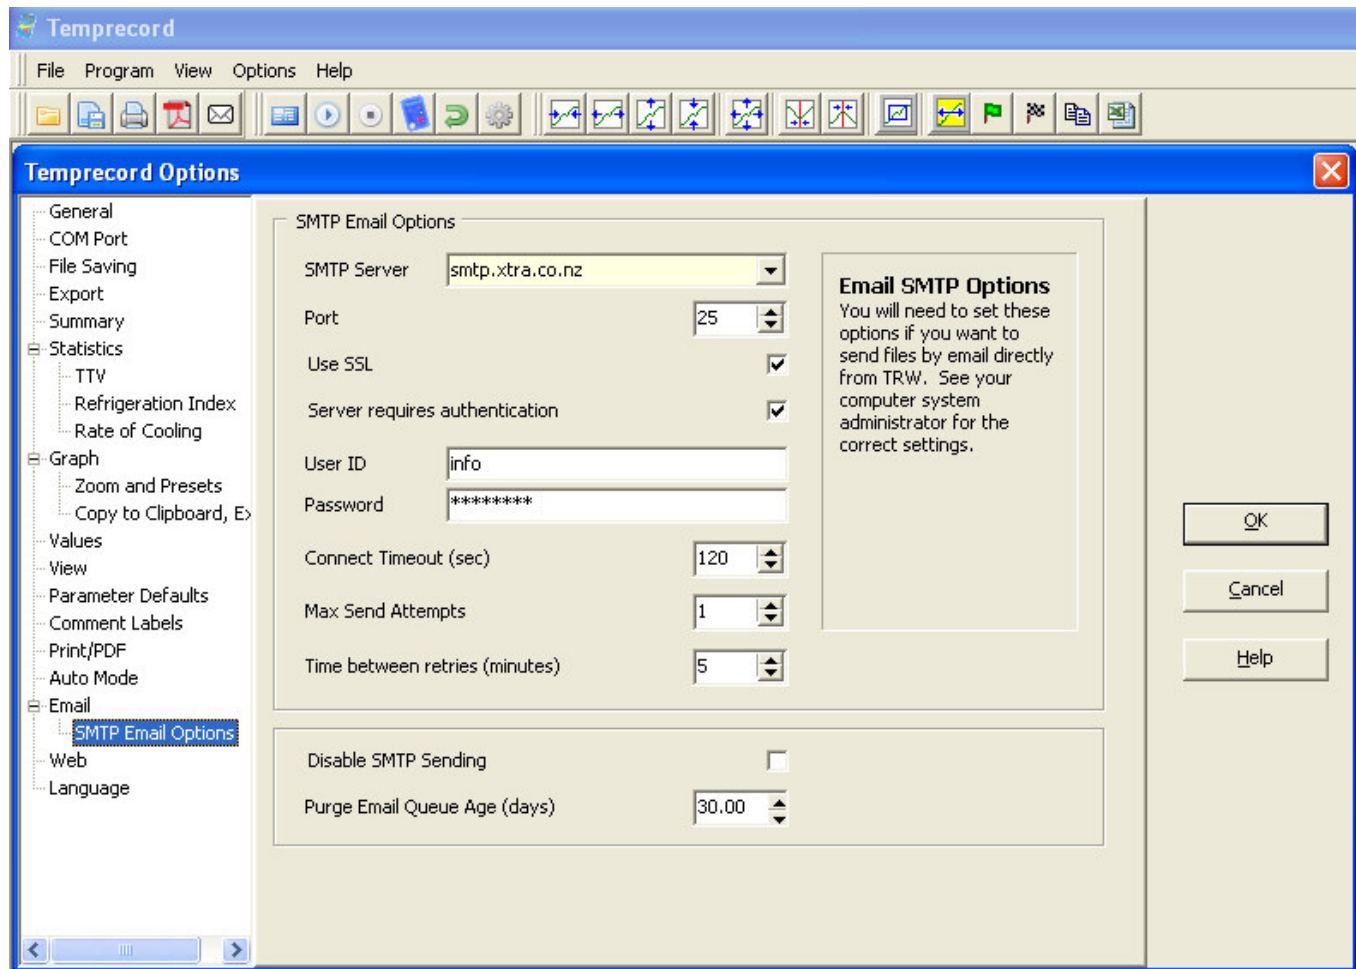 Temprecord
File Program View Options Help
Temprecord Options
General
COM Port
File Saving
Export
Summary
Statistics
TTV
Refrigeration Index
Rate of Cooling
Graph
Zoom and Presets
Copy to Clipboard, Ex
Values
View
Parameter Defaults
Comment Labels
Print/PDF
Auto Mode
Email
SMTP Email Options
Web
Language
SMTP Email Options
SMTP Server smtp.xtra.co.nz
Port 25
Use SSL
Server requires authentication
User ID info
Password ********
Connect Timeout (sec) 120
Max Send Attempts 1
Time between retries (minutes) 5
Email SMTP Options
You will need to set these
options if you want to
send files by email directly
from TRW. See your
computer system
administrator for the
correct settings.
Disable SMTP Sending
Purge Email Queue Age (days) 30.00
OK
Cancel
Help